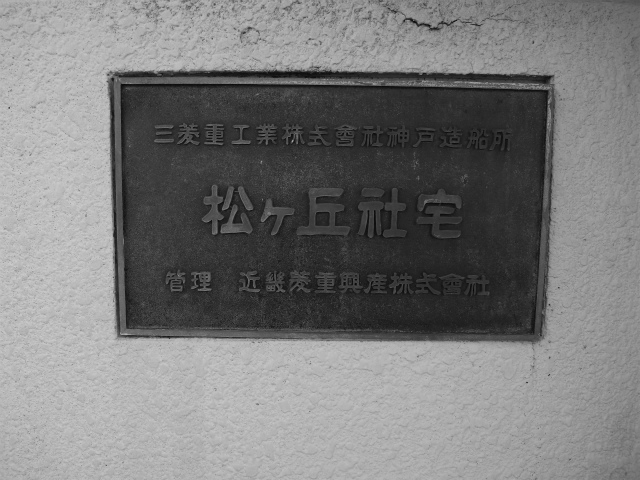 三菱重工業株式會社神戸造船所
松ヶ丘社宅
管理　近畿菱重興産株式會社